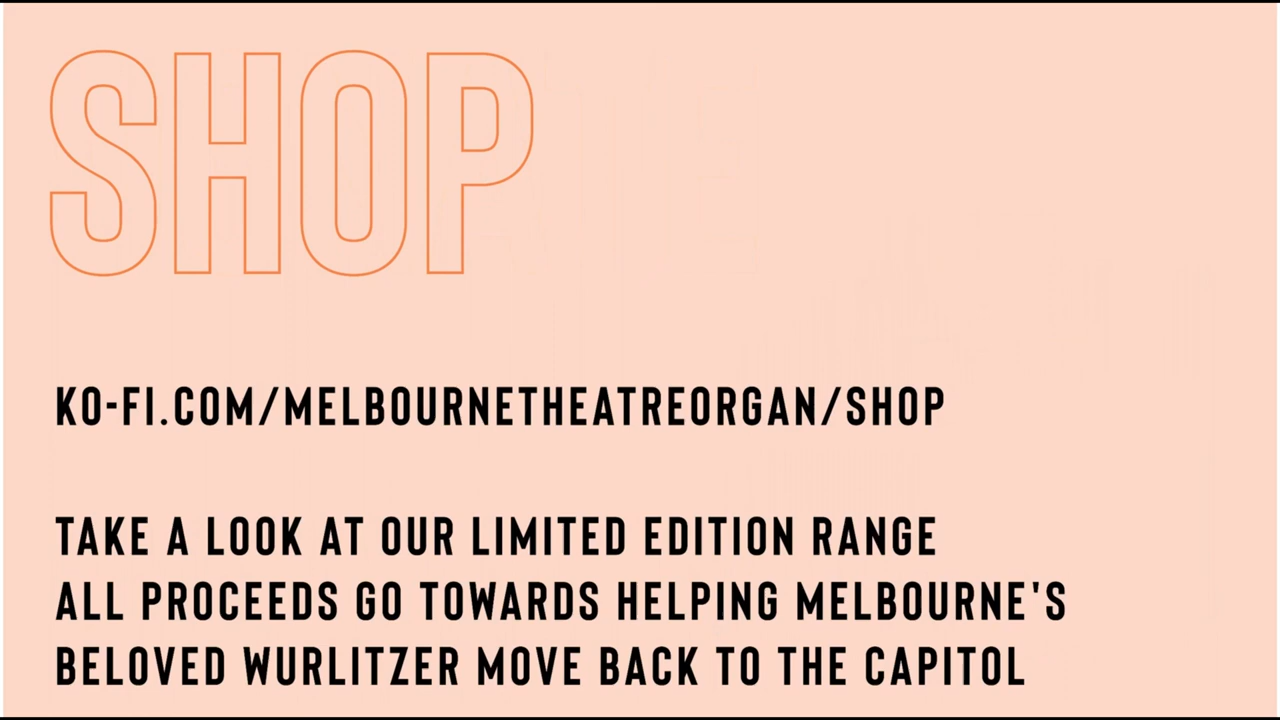 SHOP
KO-FI.COM/MELBOURNETHEATREORGAN/SHOP
TAKE A LOOK AT OUR LIMITED EDITION RANGE
ALL PROCEEDS GO TOWARDS HELPING MELBOURNE'S
BELOVED WURLITZER MOVE BACK TO THE CAPITOL